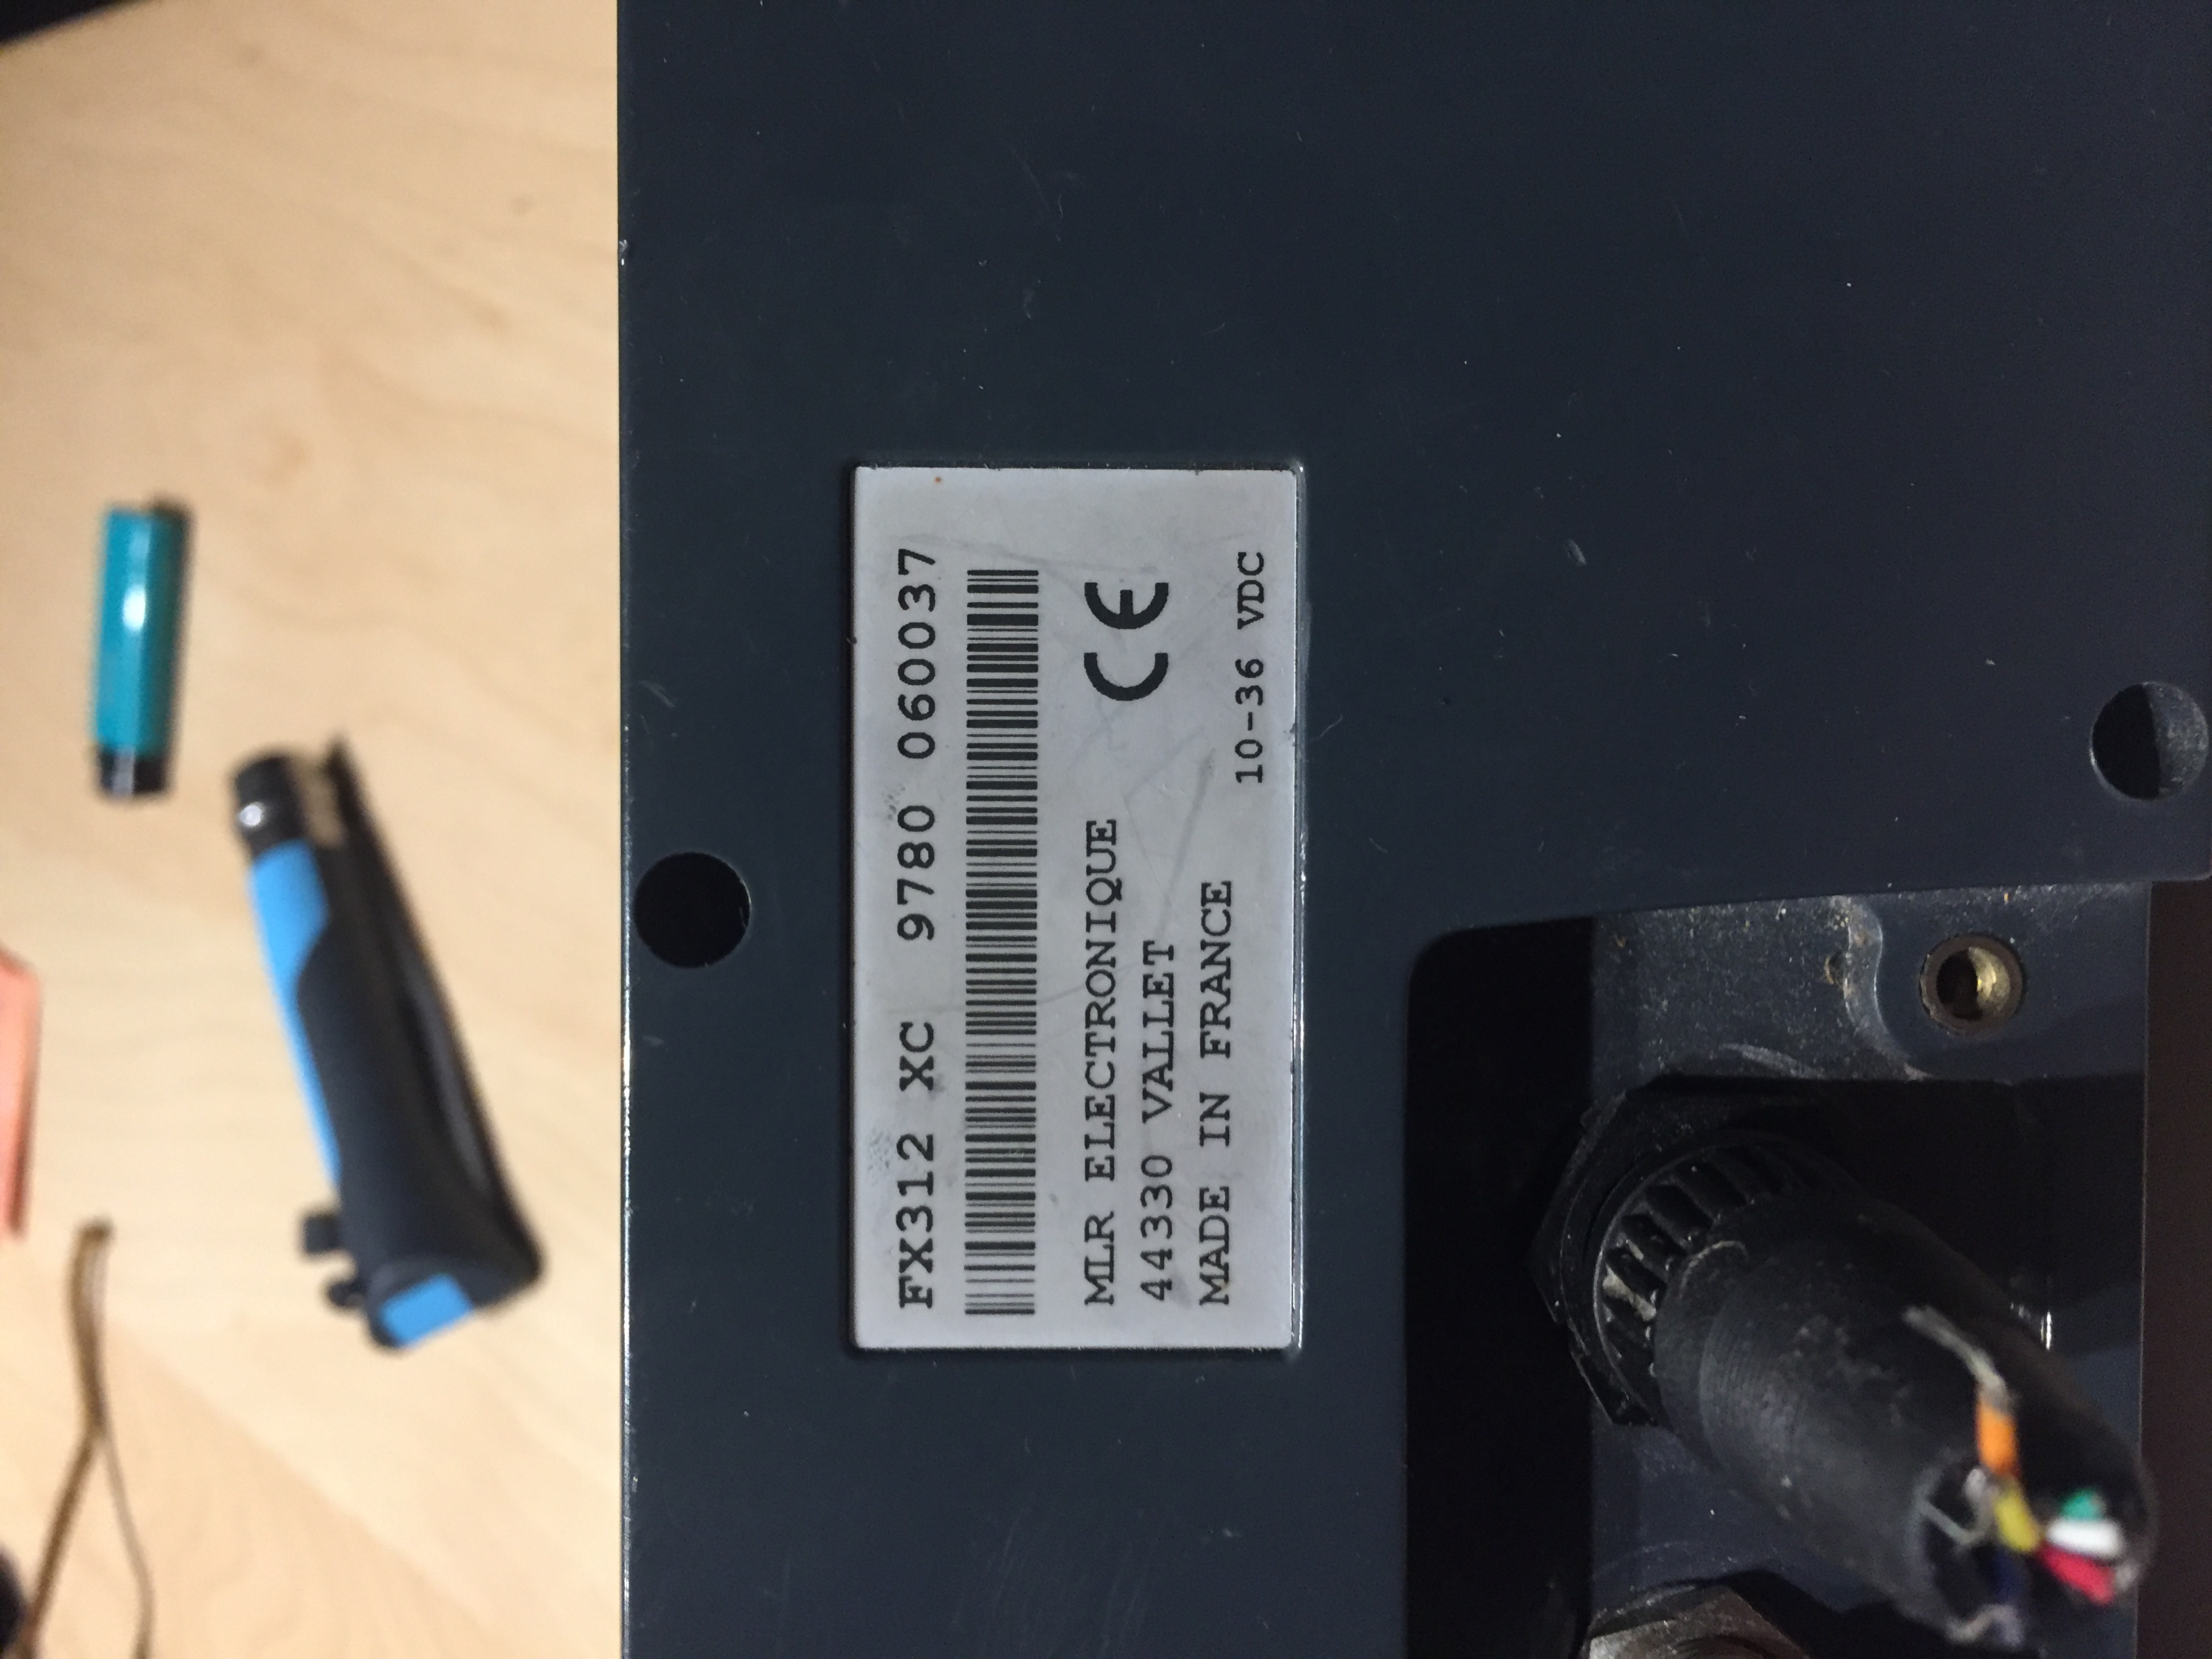 FX312 XC 9780 060037
MLR ELECTRONIQUE
44330 VALLET
MADE IN FRANCE
CE
10-36 VDC